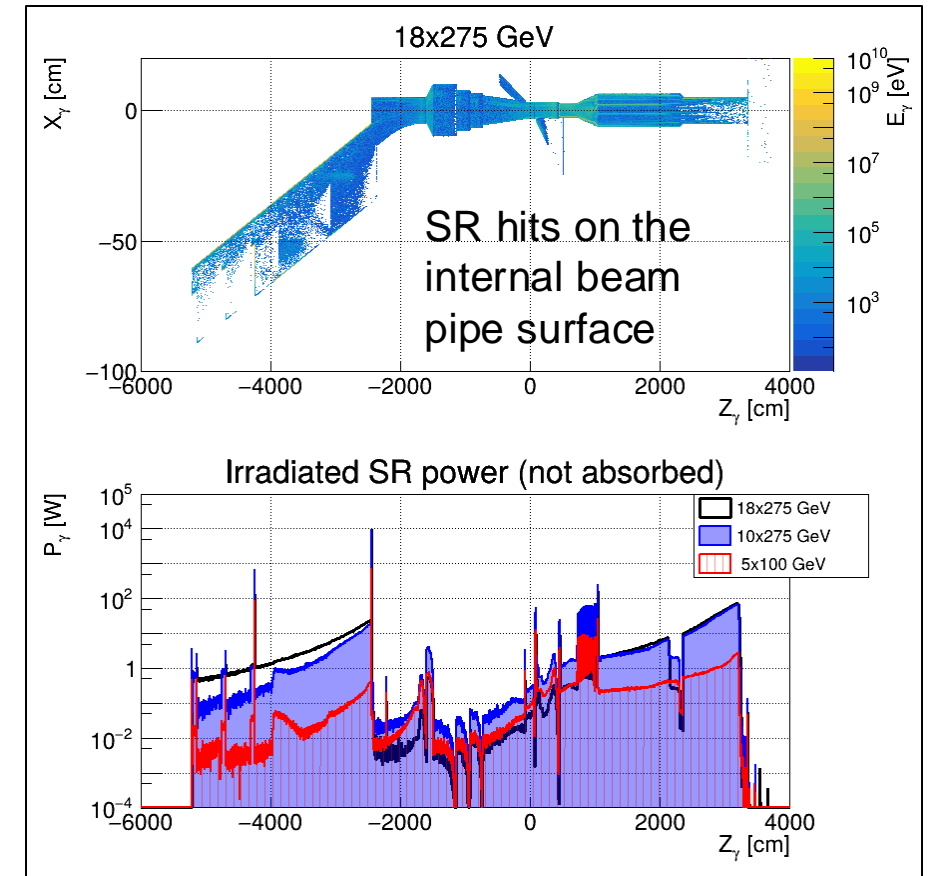 18x275 GeV
X_γ [cm]
0
−50
−100
−6000 −4000 −2000 0 2000 4000
Z_γ [cm]
10^10
10^9
10^7
10^5
10^3
E_γ [eV]
SR hits on the
internal beam
pipe surface
Irradiated SR power (not absorbed)
P_γ [W]
10^5
10^4
10^2
1
10^−2
10^−4
18x275 GeV
10x275 GeV
5x100 GeV
−6000 −4000 −2000 0 2000 4000
Z_γ [cm]